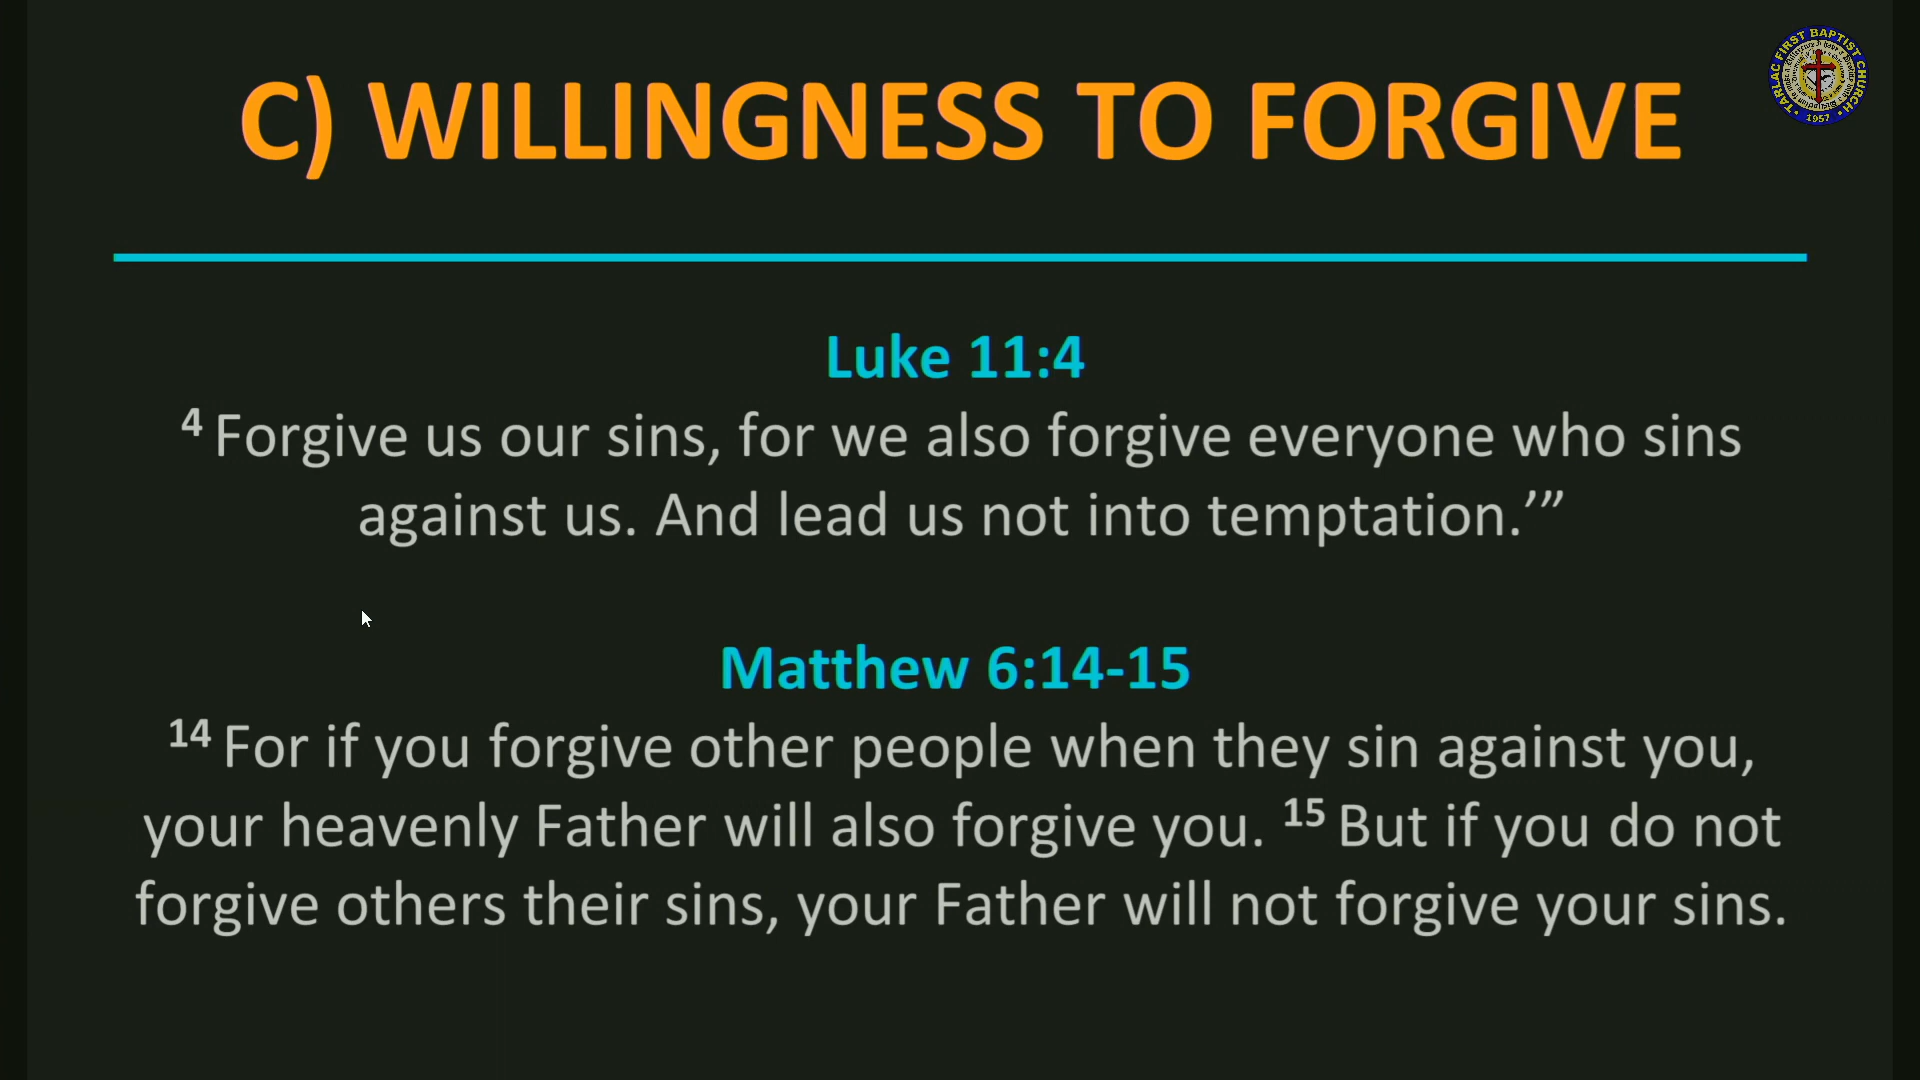 C) WILLINGNESS TO FORGIVE
TARLAC FIRST BAPTIST CHURCH
• 1957 •
Luke 11:4
4 Forgive us our sins, for we also forgive everyone who sins
against us. And lead us not into temptation.’”
Matthew 6:14-15
14 For if you forgive other people when they sin against you,
your heavenly Father will also forgive you. 15 But if you do not
forgive others their sins, your Father will not forgive your sins.